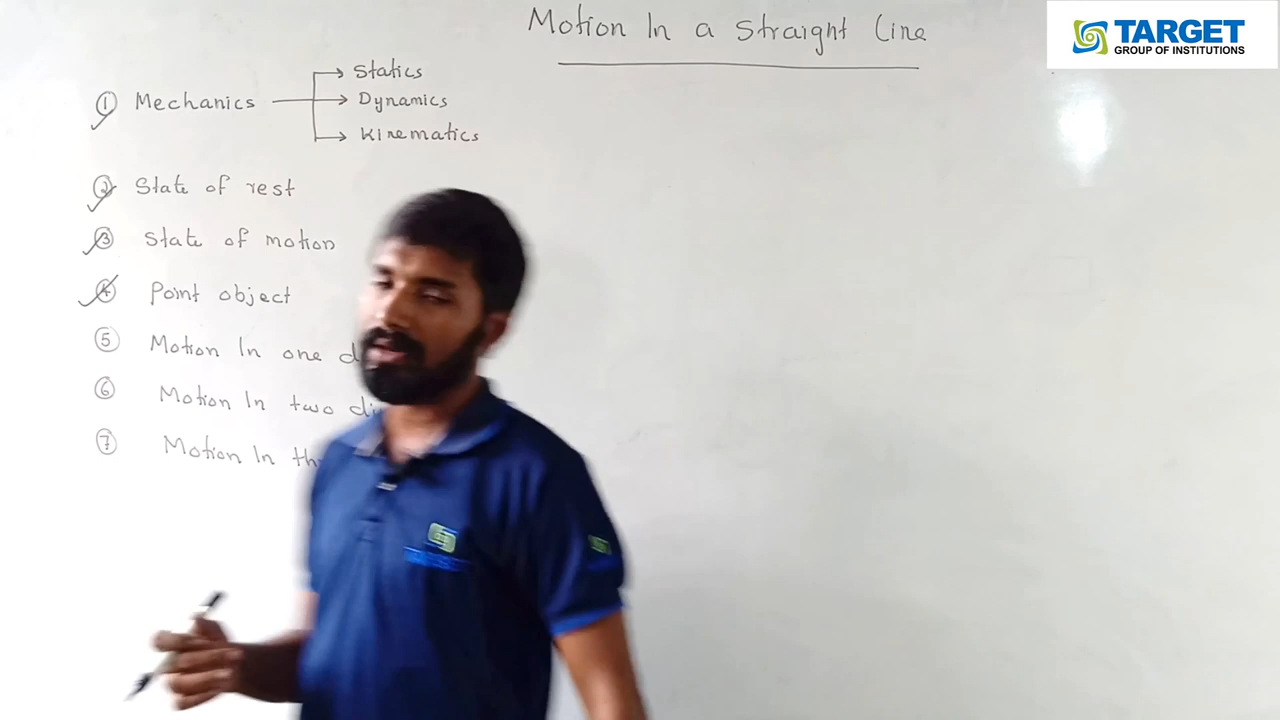 Motion In a Straight Line
TARGET
GROUP OF INSTITUTIONS
① Mechanics
Statics
Dynamics
Kinematics
② State of rest
③ State of motion
④ Point object
⑤ Motion In one
⑥ Motion In two
⑦ Motion In